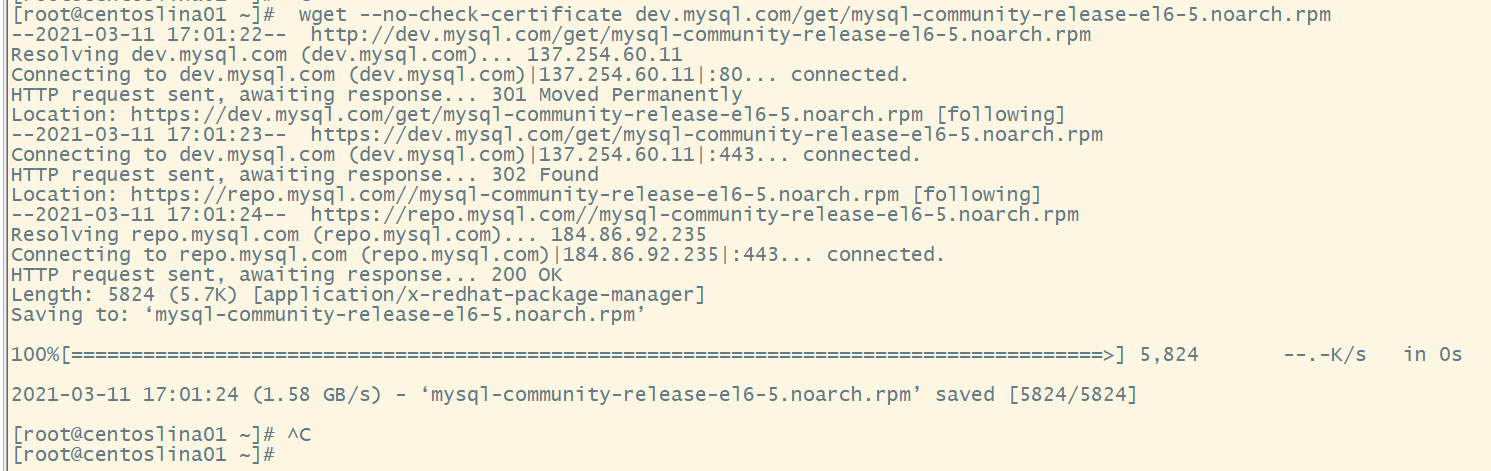 [root@centoslina01 ~]#  wget --no-check-certificate dev.mysql.com/get/mysql-community-release-el6-5.noarch.rpm
--2021-03-11 17:01:22--  http://dev.mysql.com/get/mysql-community-release-el6-5.noarch.rpm
Resolving dev.mysql.com (dev.mysql.com)... 137.254.60.11
Connecting to dev.mysql.com (dev.mysql.com)|137.254.60.11|:80... connected.
HTTP request sent, awaiting response... 301 Moved Permanently
Location: https://dev.mysql.com/get/mysql-community-release-el6-5.noarch.rpm [following]
--2021-03-11 17:01:23--  https://dev.mysql.com/get/mysql-community-release-el6-5.noarch.rpm
Connecting to dev.mysql.com (dev.mysql.com)|137.254.60.11|:443... connected.
HTTP request sent, awaiting response... 302 Found
Location: https://repo.mysql.com//mysql-community-release-el6-5.noarch.rpm [following]
--2021-03-11 17:01:24--  https://repo.mysql.com//mysql-community-release-el6-5.noarch.rpm
Resolving repo.mysql.com (repo.mysql.com)... 184.86.92.235
Connecting to repo.mysql.com (repo.mysql.com)|184.86.92.235|:443... connected.
HTTP request sent, awaiting response... 200 OK
Length: 5824 (5.7K) [application/x-redhat-package-manager]
Saving to: ‘mysql-community-release-el6-5.noarch.rpm’
100%[======================================================================================>] 5,824       --.-K/s   in 0s
2021-03-11 17:01:24 (1.58 GB/s) - ‘mysql-community-release-el6-5.noarch.rpm’ saved [5824/5824]
[root@centoslina01 ~]# ^C
[root@centoslina01 ~]#